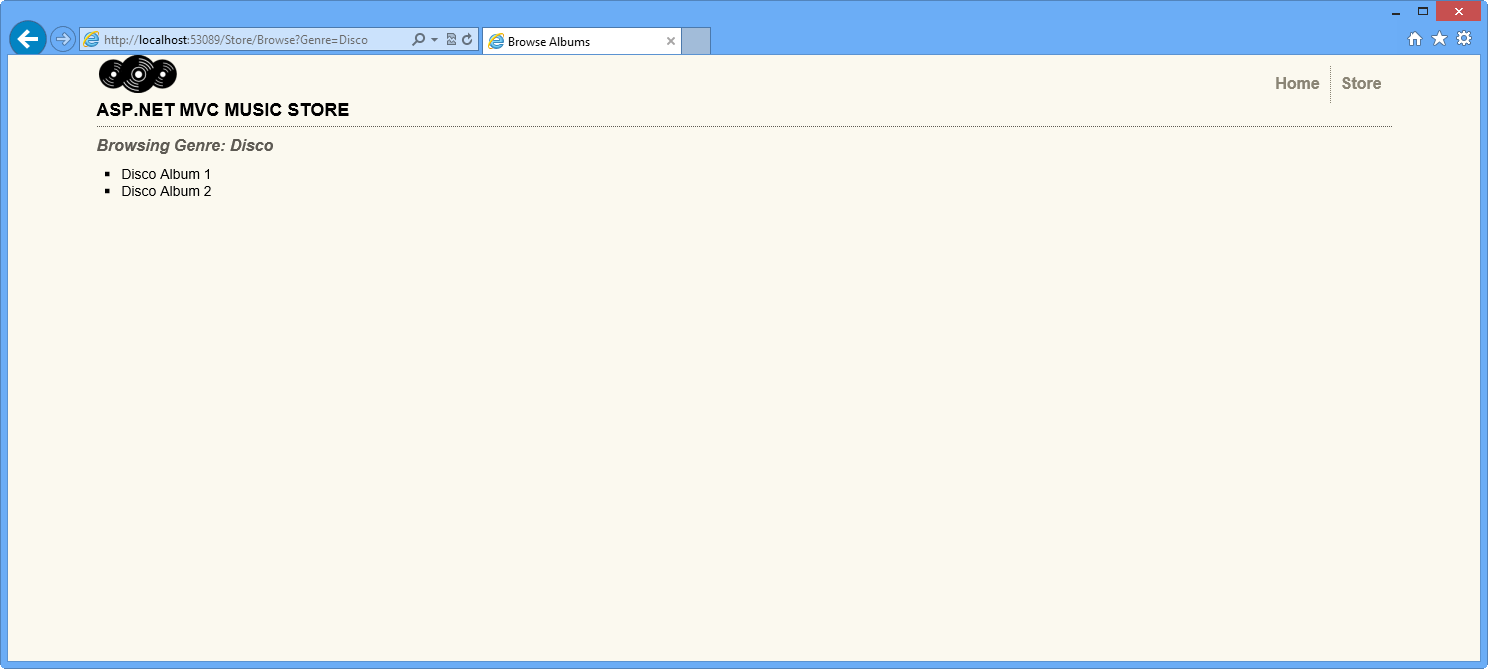 http://localhost:53089/Store/Browse?Genre=Disco
Browse Albums
Home
Store
ASP.NET MVC MUSIC STORE
Browsing Genre: Disco
Disco Album 1
Disco Album 2